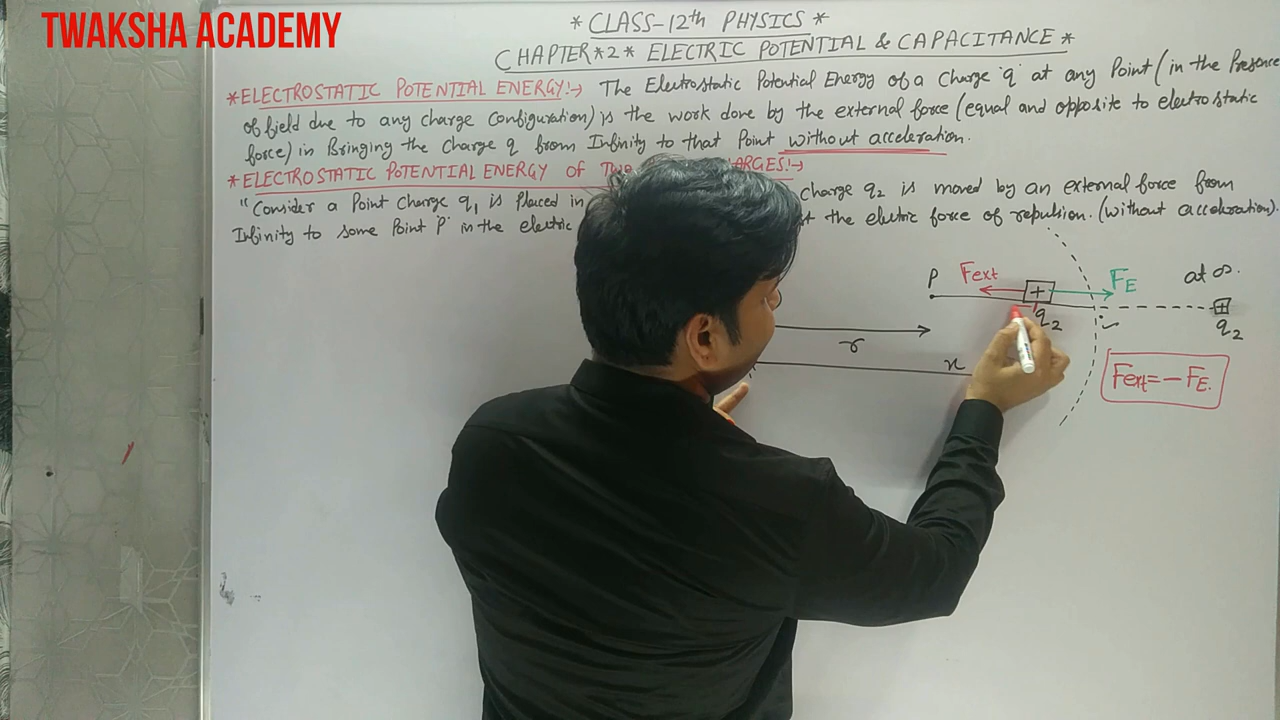 TWAKSHA ACADEMY
* CLASS-12th PHYSICS *
CHAPTER*2* ELECTRIC POTENTIAL & CAPACITANCE *
*ELECTROSTATIC POTENTIAL ENERGY:→ The Electrostatic Potential Energy of a charge 'q' at any Point (in the Presence
of field due to any charge configuration) is the work done by the external force (equal and opposite to electrostatic
force) in Bringing the Charge q from Infinity to that Point without acceleration.
*ELECTROSTATIC POTENTIAL ENERGY of ARGES:→
"Consider a Point Charge q1 is Placed in charge q2 is moved by an external force from
Infinity to some Point 'P' in the electric the electric force of repulsion. (without acceleration).
P Fext + FE at ∞.
q2 + q2
r
x
Fext = - FE.